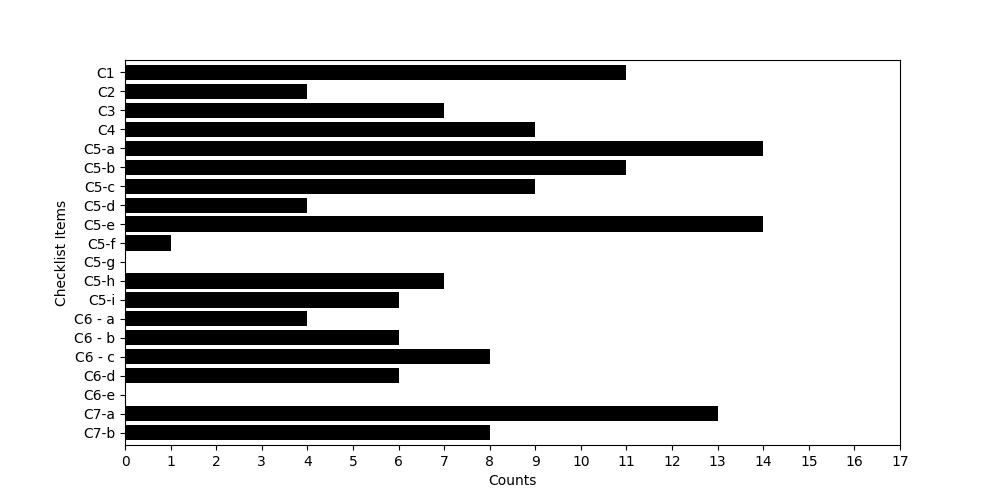 C1
C2
C3
C4
C5-a
C5-b
C5-c
C5-d
C5-e
C5-f
C5-g
C5-h
C5-i
C6 - a
C6 - b
C6 - c
C6-d
C6-e
C7-a
C7-b
Checklist Items
0 1 2 3 4 5 6 7 8 9 10 11 12 13 14 15 16 17
Counts